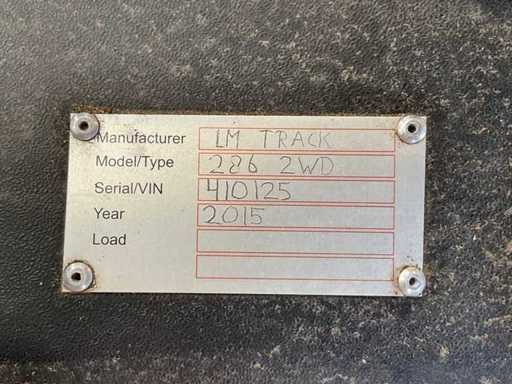 Manufacturer LM TRACK
Model/Type 286 2WD
Serial/VIN 410125
Year 2015
Load